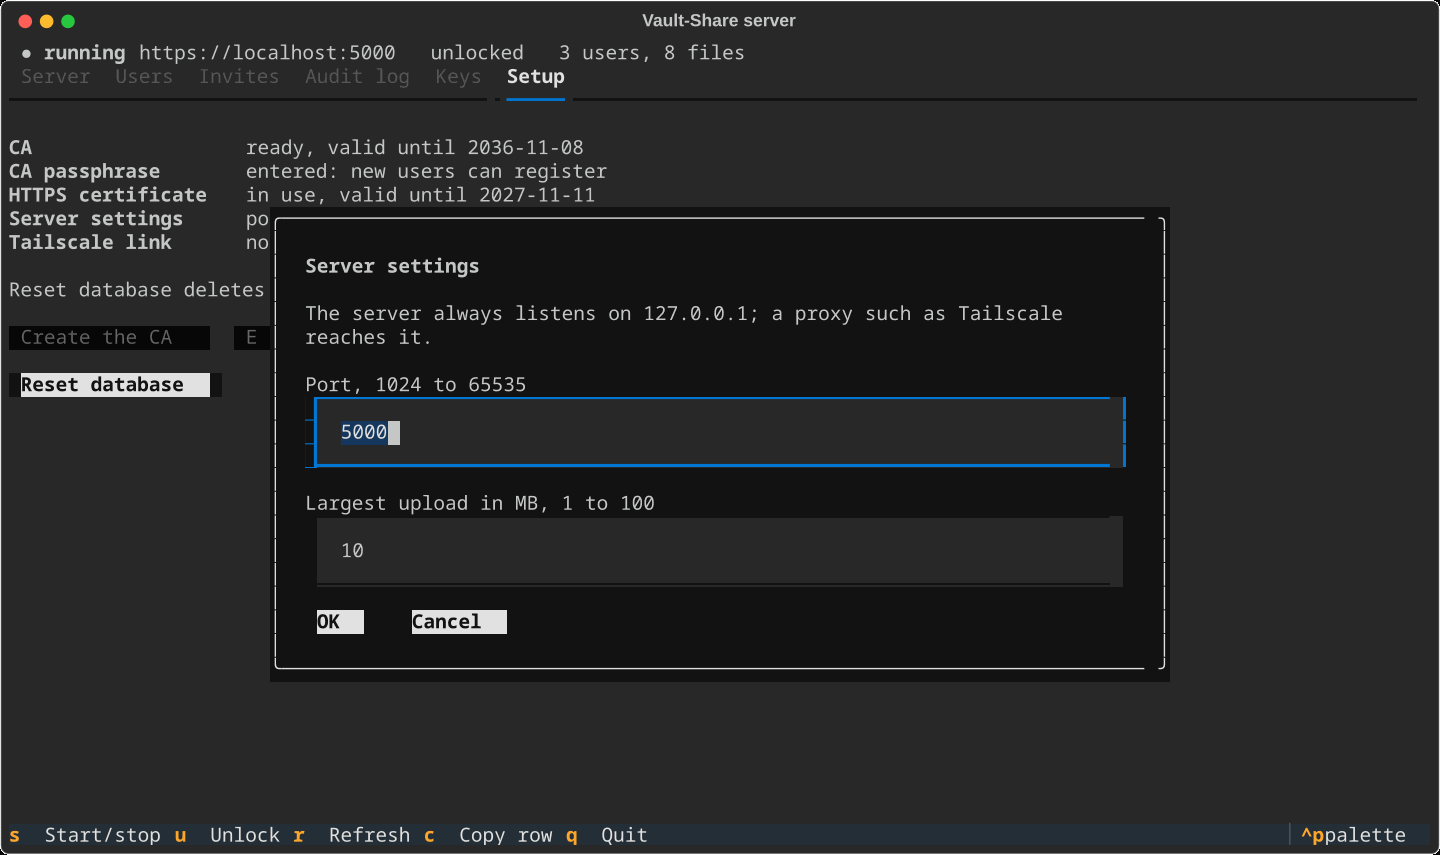 Vault-Share server
● running https://localhost:5000 unlocked 3 users, 8 files
Server Users Invites Audit log Keys Setup
CA ready, valid until 2036-11-08
CA passphrase entered: new users can register
HTTPS certificate in use, valid until 2027-11-11
Server settings po
Tailscale link no
Reset database deletes
Create the CA E
Reset database
Server settings
The server always listens on 127.0.0.1; a proxy such as Tailscale
reaches it.
Port, 1024 to 65535
5000
Largest upload in MB, 1 to 100
10
OK Cancel
s Start/stop u Unlock r Refresh c Copy row q Quit ^p palette